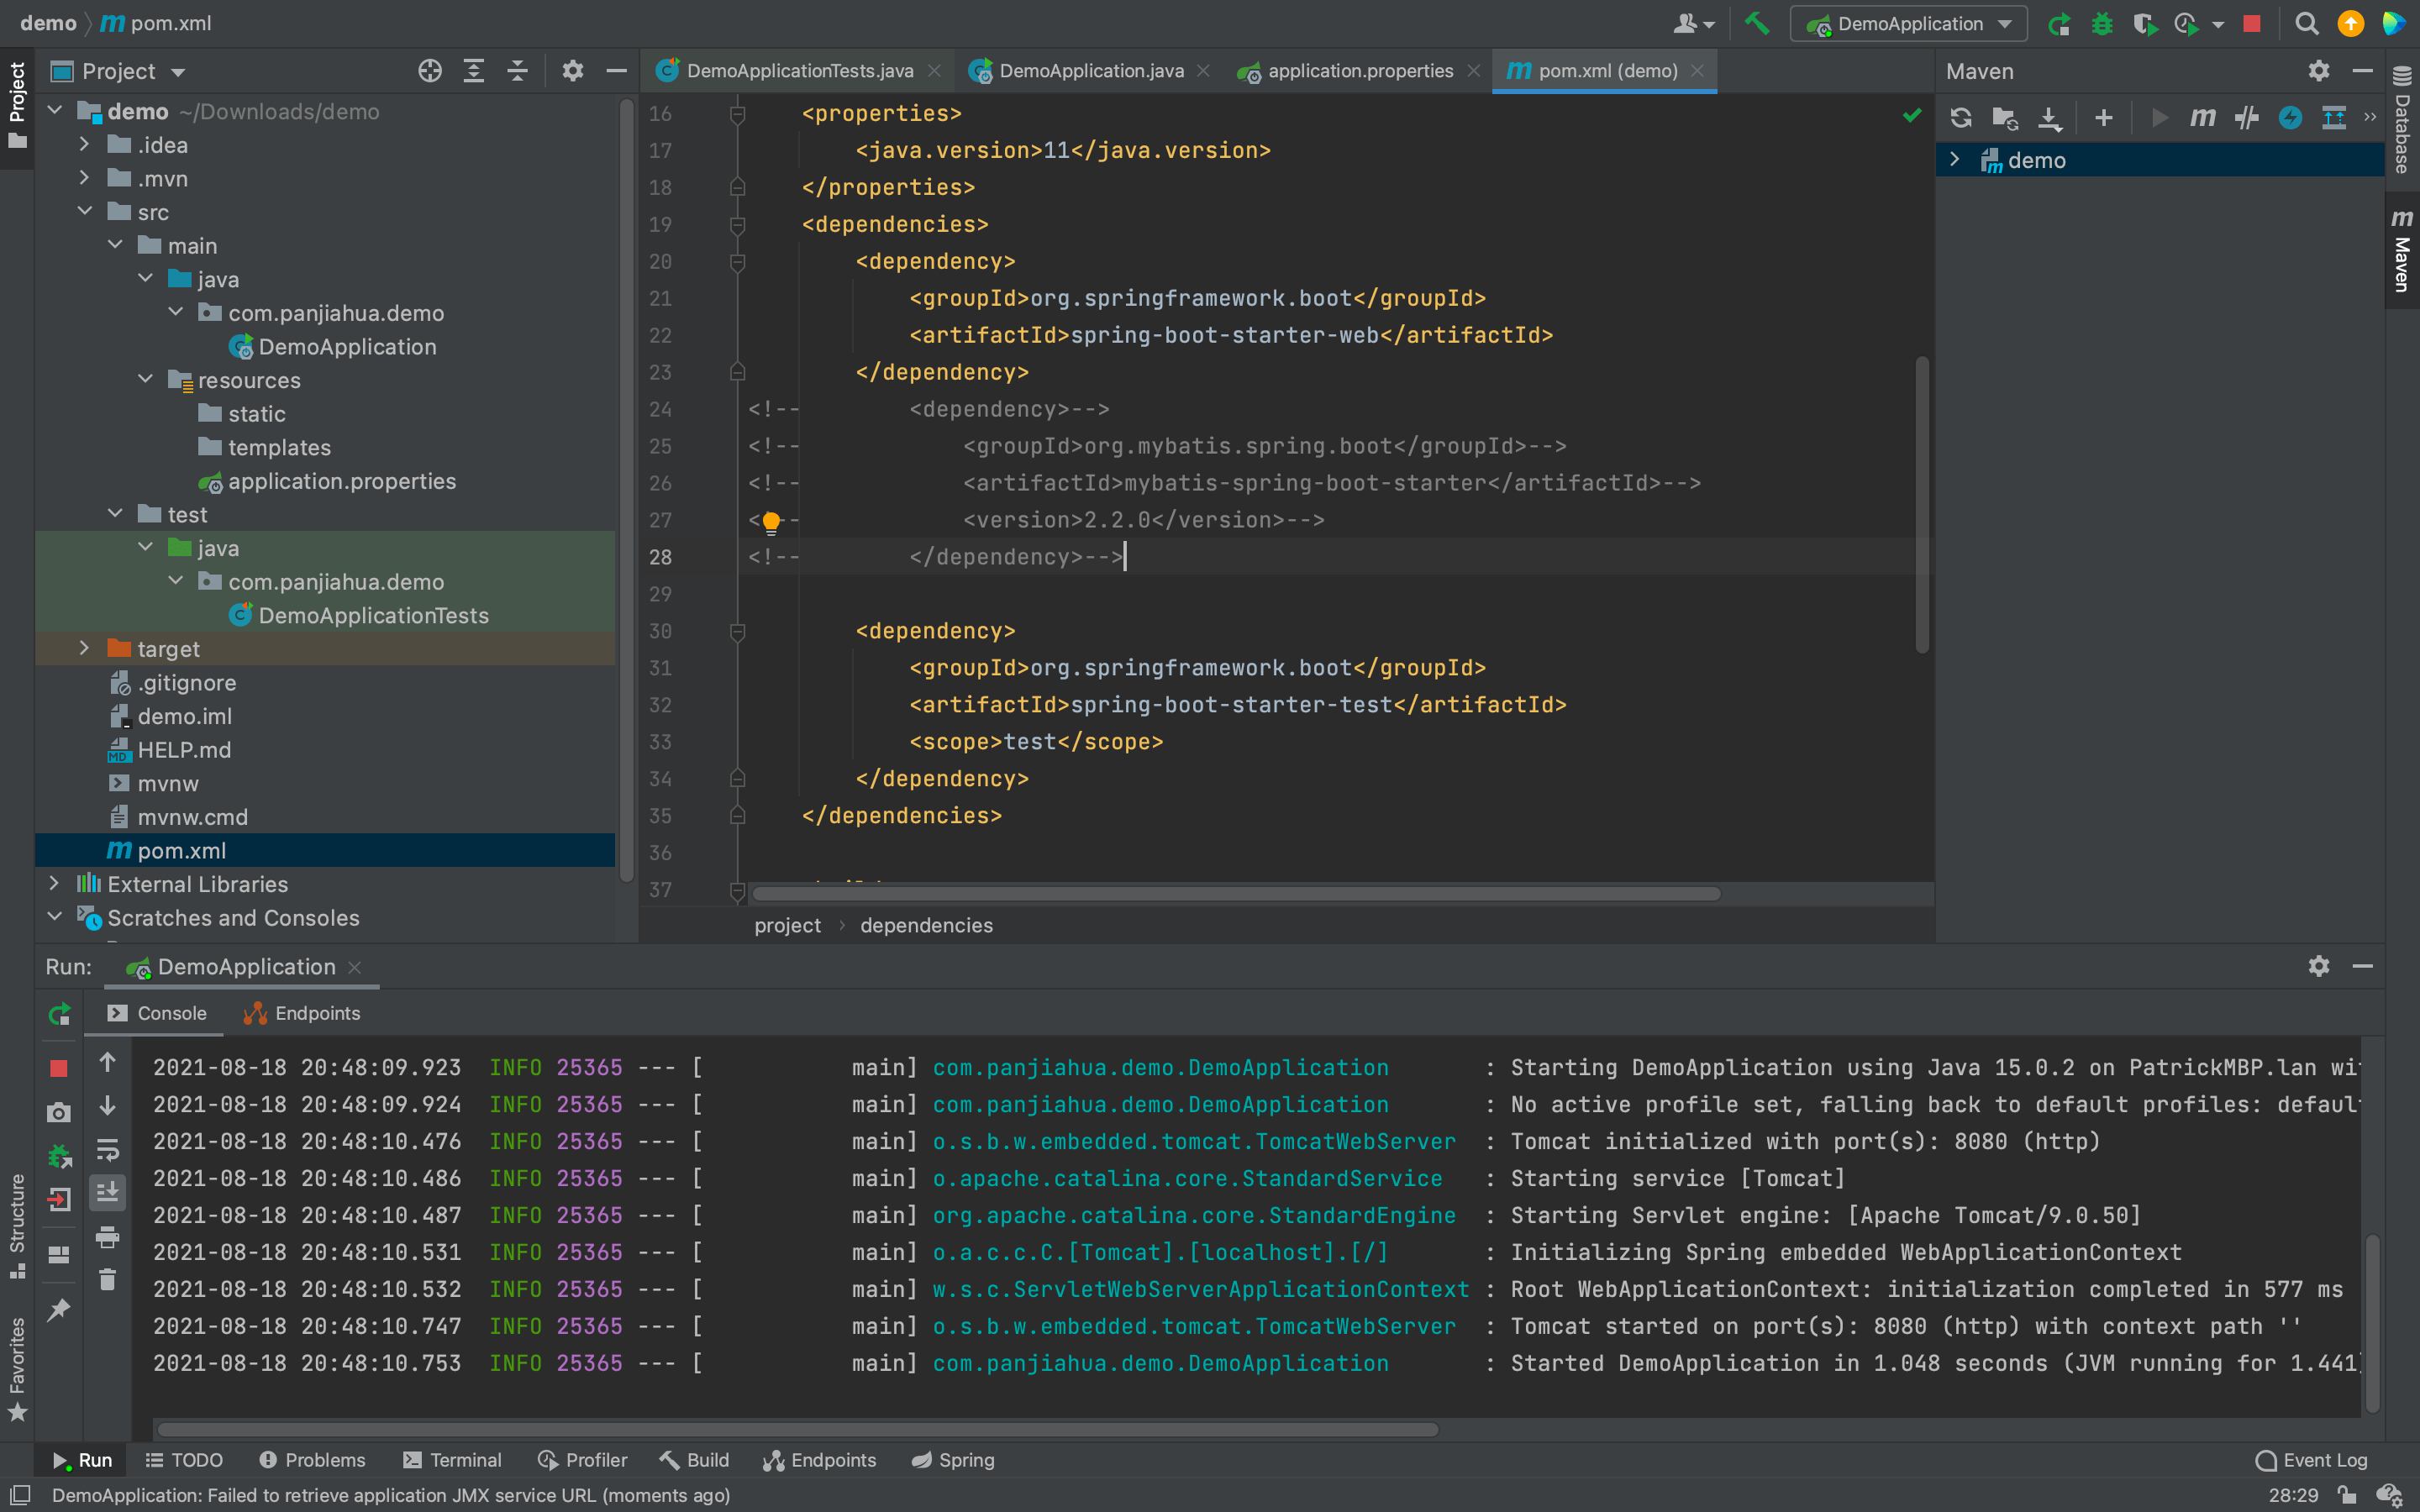 demo pom.xml
DemoApplication
Project
demo ~/Downloads/demo
.idea
.mvn
src
main
java
com.panjiahua.demo
DemoApplication
resources
static
templates
application.properties
test
java
com.panjiahua.demo
DemoApplicationTests
target
.gitignore
demo.iml
HELP.md
mvnw
mvnw.cmd
pom.xml
External Libraries
Scratches and Consoles
Project
Structure
Favorites
DemoApplicationTests.java DemoApplication.java application.properties pom.xml (demo)
16 <properties>
17 <java.version>11</java.version>
18 </properties>
19 <dependencies>
20 <dependency>
21 <groupId>org.springframework.boot</groupId>
22 <artifactId>spring-boot-starter-web</artifactId>
23 </dependency>
24 <!-- <dependency>-->
25 <!-- <groupId>org.mybatis.spring.boot</groupId>-->
26 <!-- <artifactId>mybatis-spring-boot-starter</artifactId>-->
27 <!-- <version>2.2.0</version>-->
28 <!-- </dependency>-->
29
30 <dependency>
31 <groupId>org.springframework.boot</groupId>
32 <artifactId>spring-boot-starter-test</artifactId>
33 <scope>test</scope>
34 </dependency>
35 </dependencies>
36
37
project › dependencies
Maven
demo
Database
Maven
Run: DemoApplication
Console Endpoints
2021-08-18 20:48:09.923 INFO 25365 --- [ main] com.panjiahua.demo.DemoApplication : Starting DemoApplication using Java 15.0.2 on PatrickMBP.lan wi
2021-08-18 20:48:09.924 INFO 25365 --- [ main] com.panjiahua.demo.DemoApplication : No active profile set, falling back to default profiles: defaul
2021-08-18 20:48:10.476 INFO 25365 --- [ main] o.s.b.w.embedded.tomcat.TomcatWebServer : Tomcat initialized with port(s): 8080 (http)
2021-08-18 20:48:10.486 INFO 25365 --- [ main] o.apache.catalina.core.StandardService : Starting service [Tomcat]
2021-08-18 20:48:10.487 INFO 25365 --- [ main] org.apache.catalina.core.StandardEngine : Starting Servlet engine: [Apache Tomcat/9.0.50]
2021-08-18 20:48:10.531 INFO 25365 --- [ main] o.a.c.c.C.[Tomcat].[localhost].[/] : Initializing Spring embedded WebApplicationContext
2021-08-18 20:48:10.532 INFO 25365 --- [ main] w.s.c.ServletWebServerApplicationContext : Root WebApplicationContext: initialization completed in 577 ms
2021-08-18 20:48:10.747 INFO 25365 --- [ main] o.s.b.w.embedded.tomcat.TomcatWebServer : Tomcat started on port(s): 8080 (http) with context path ''
2021-08-18 20:48:10.753 INFO 25365 --- [ main] com.panjiahua.demo.DemoApplication : Started DemoApplication in 1.048 seconds (JVM running for 1.441)
Run TODO Problems Terminal Profiler Build Endpoints Spring Event Log
DemoApplication: Failed to retrieve application JMX service URL (moments ago) 28:29